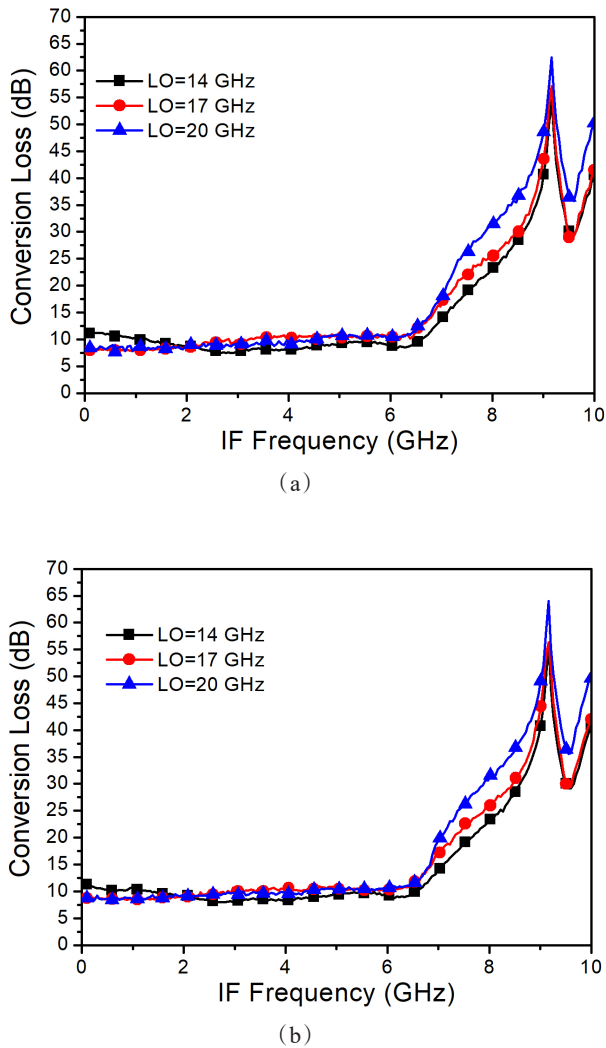 70
65
60
55
50
45
40
35
30
25
20
15
10
5
0
Conversion Loss (dB)
LO=14 GHz
LO=17 GHz
LO=20 GHz
0 2 4 6 8 10
IF Frequency (GHz)
(a)
70
65
60
55
50
45
40
35
30
25
20
15
10
5
0
Conversion Loss (dB)
LO=14 GHz
LO=17 GHz
LO=20 GHz
0 2 4 6 8 10
IF Frequency (GHz)
(b)